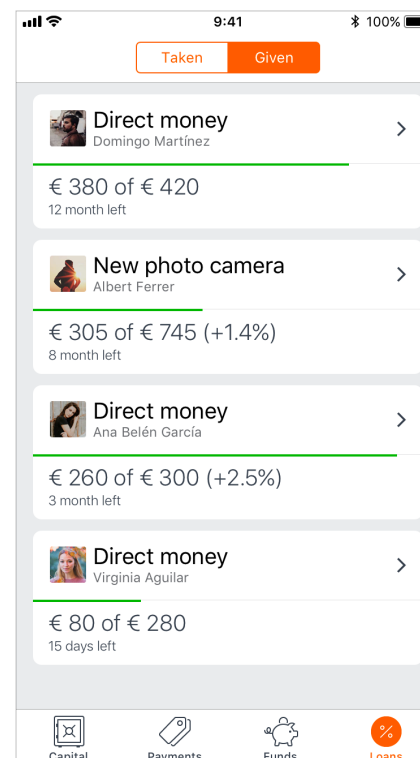 9:41
100%
Taken
Given
Direct money
Domingo Martínez
€ 380 of € 420
12 month left
New photo camera
Albert Ferrer
€ 305 of € 745 (+1.4%)
8 month left
Direct money
Ana Belén García
€ 260 of € 300 (+2.5%)
3 month left
Direct money
Virginia Aguilar
€ 80 of € 280
15 days left
Capital
Payments
Funds
Loans